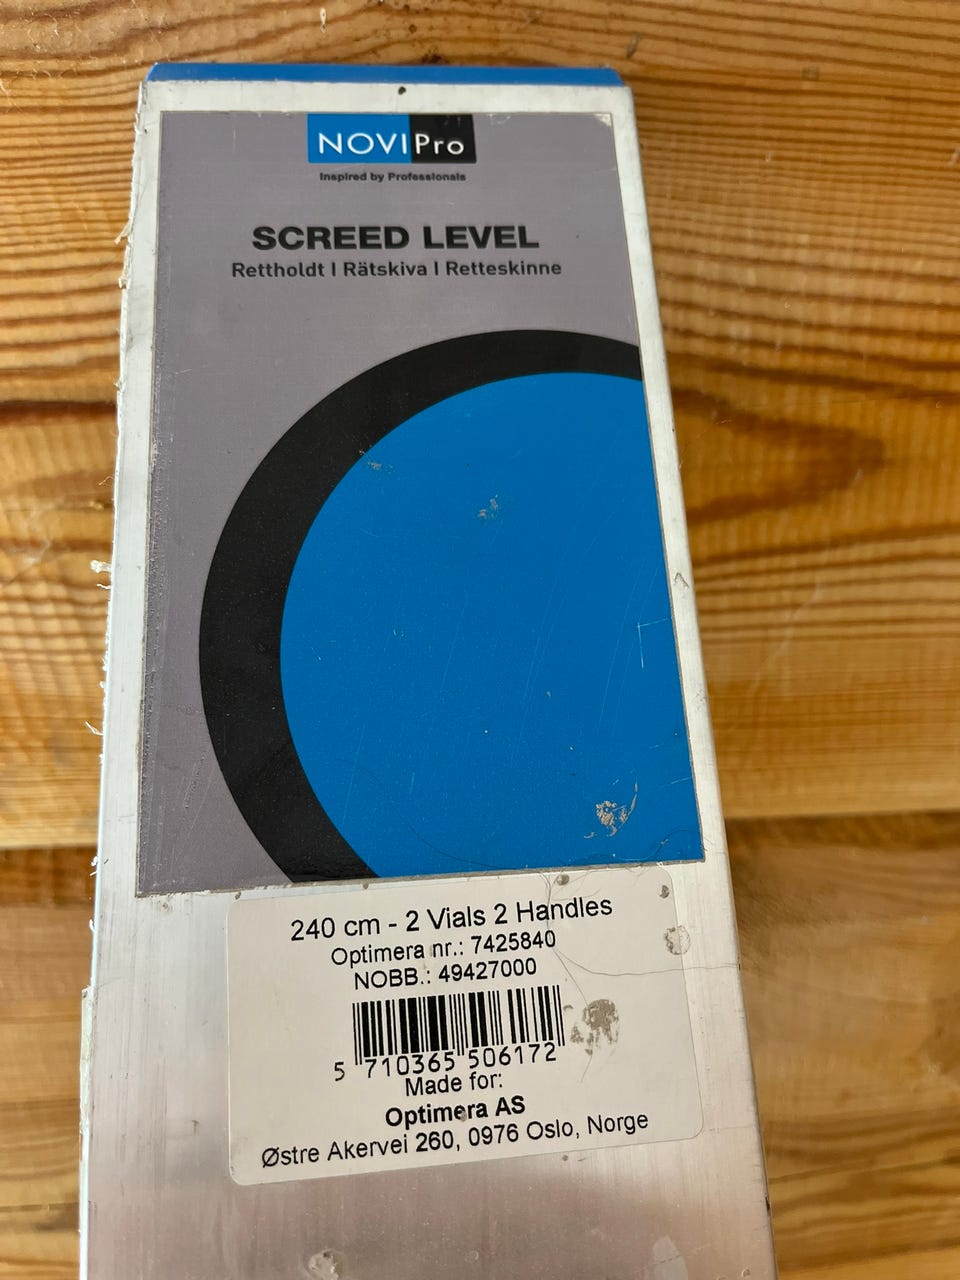 NOVIPro
Inspired by Professionals
SCREED LEVEL
Rettholdt I Rätskiva I Retteskinne
240 cm - 2 Vials 2 Handles
Optimera nr.: 7425840
NOBB.: 49427000
5 710365 506172
Made for:
Optimera AS
Østre Akervei 260, 0976 Oslo, Norge